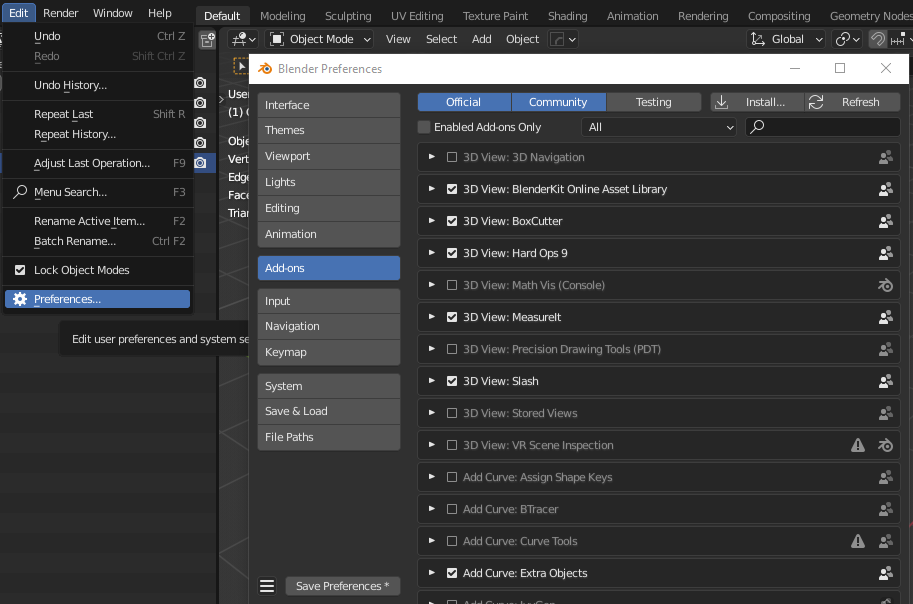 Edit Render Window Help
Default Modeling Sculpting UV Editing Texture Paint Shading Animation Rendering Compositing Geometry Nodes
Object Mode View Select Add Object Global
Undo Ctrl Z
Redo Shift Ctrl Z
Undo History...
Repeat Last Shift R
Repeat History...
Adjust Last Operation... F9
Menu Search... F3
Rename Active Item... F2
Batch Rename... Ctrl F2
Lock Object Modes
Preferences...
Edit user preferences and system se
User
(1)
Obje
Vert
Edge
Face
Trian
Blender Preferences
Interface
Themes
Viewport
Lights
Editing
Animation
Add-ons
Input
Navigation
Keymap
System
Save & Load
File Paths
Save Preferences *
Official Community Testing Install... Refresh
Enabled Add-ons Only All
3D View: 3D Navigation
3D View: BlenderKit Online Asset Library
3D View: BoxCutter
3D View: Hard Ops 9
3D View: Math Vis (Console)
3D View: MeasureIt
3D View: Precision Drawing Tools (PDT)
3D View: Slash
3D View: Stored Views
3D View: VR Scene Inspection
Add Curve: Assign Shape Keys
Add Curve: BTracer
Add Curve: Curve Tools
Add Curve: Extra Objects